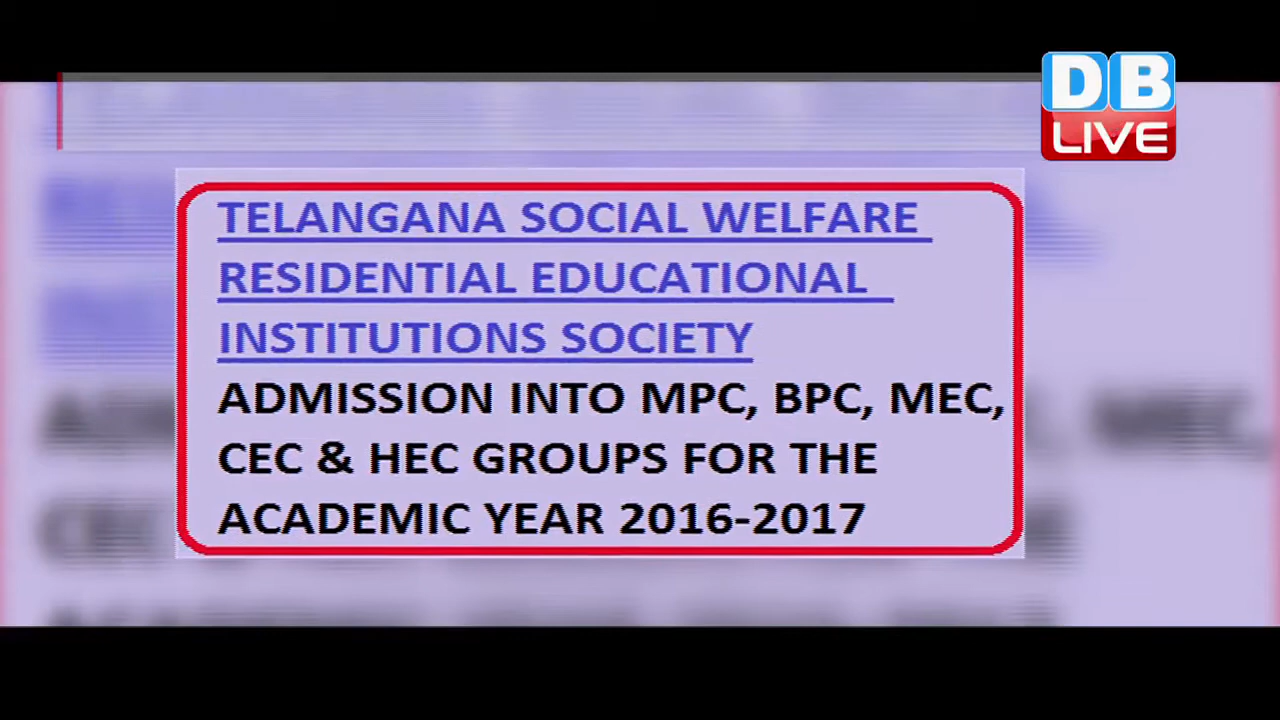 DB
LIVE
TELANGANA SOCIAL WELFARE
RESIDENTIAL EDUCATIONAL
INSTITUTIONS SOCIETY
ADMISSION INTO MPC, BPC, MEC,
CEC & HEC GROUPS FOR THE
ACADEMIC YEAR 2016-2017